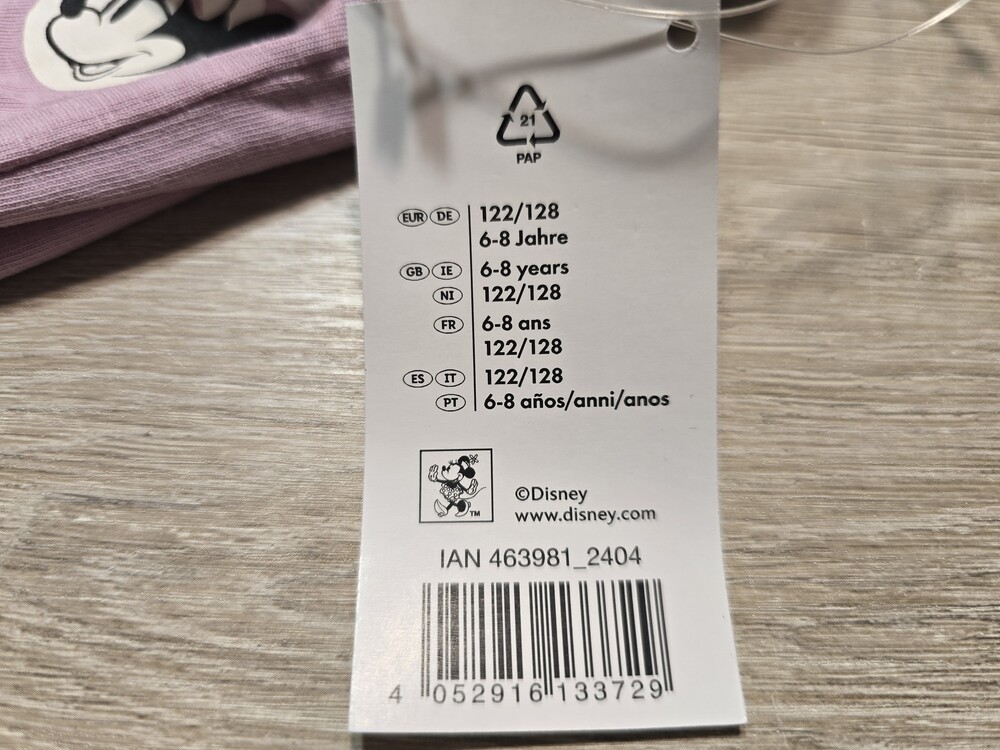 21
PAP
EUR DE 122/128
6-8 Jahre
GB IE 6-8 years
NI 122/128
FR 6-8 ans
122/128
ES IT 122/128
PT 6-8 años/anni/anos
TM
©Disney
www.disney.com
IAN 463981_2404
4 052916 133729